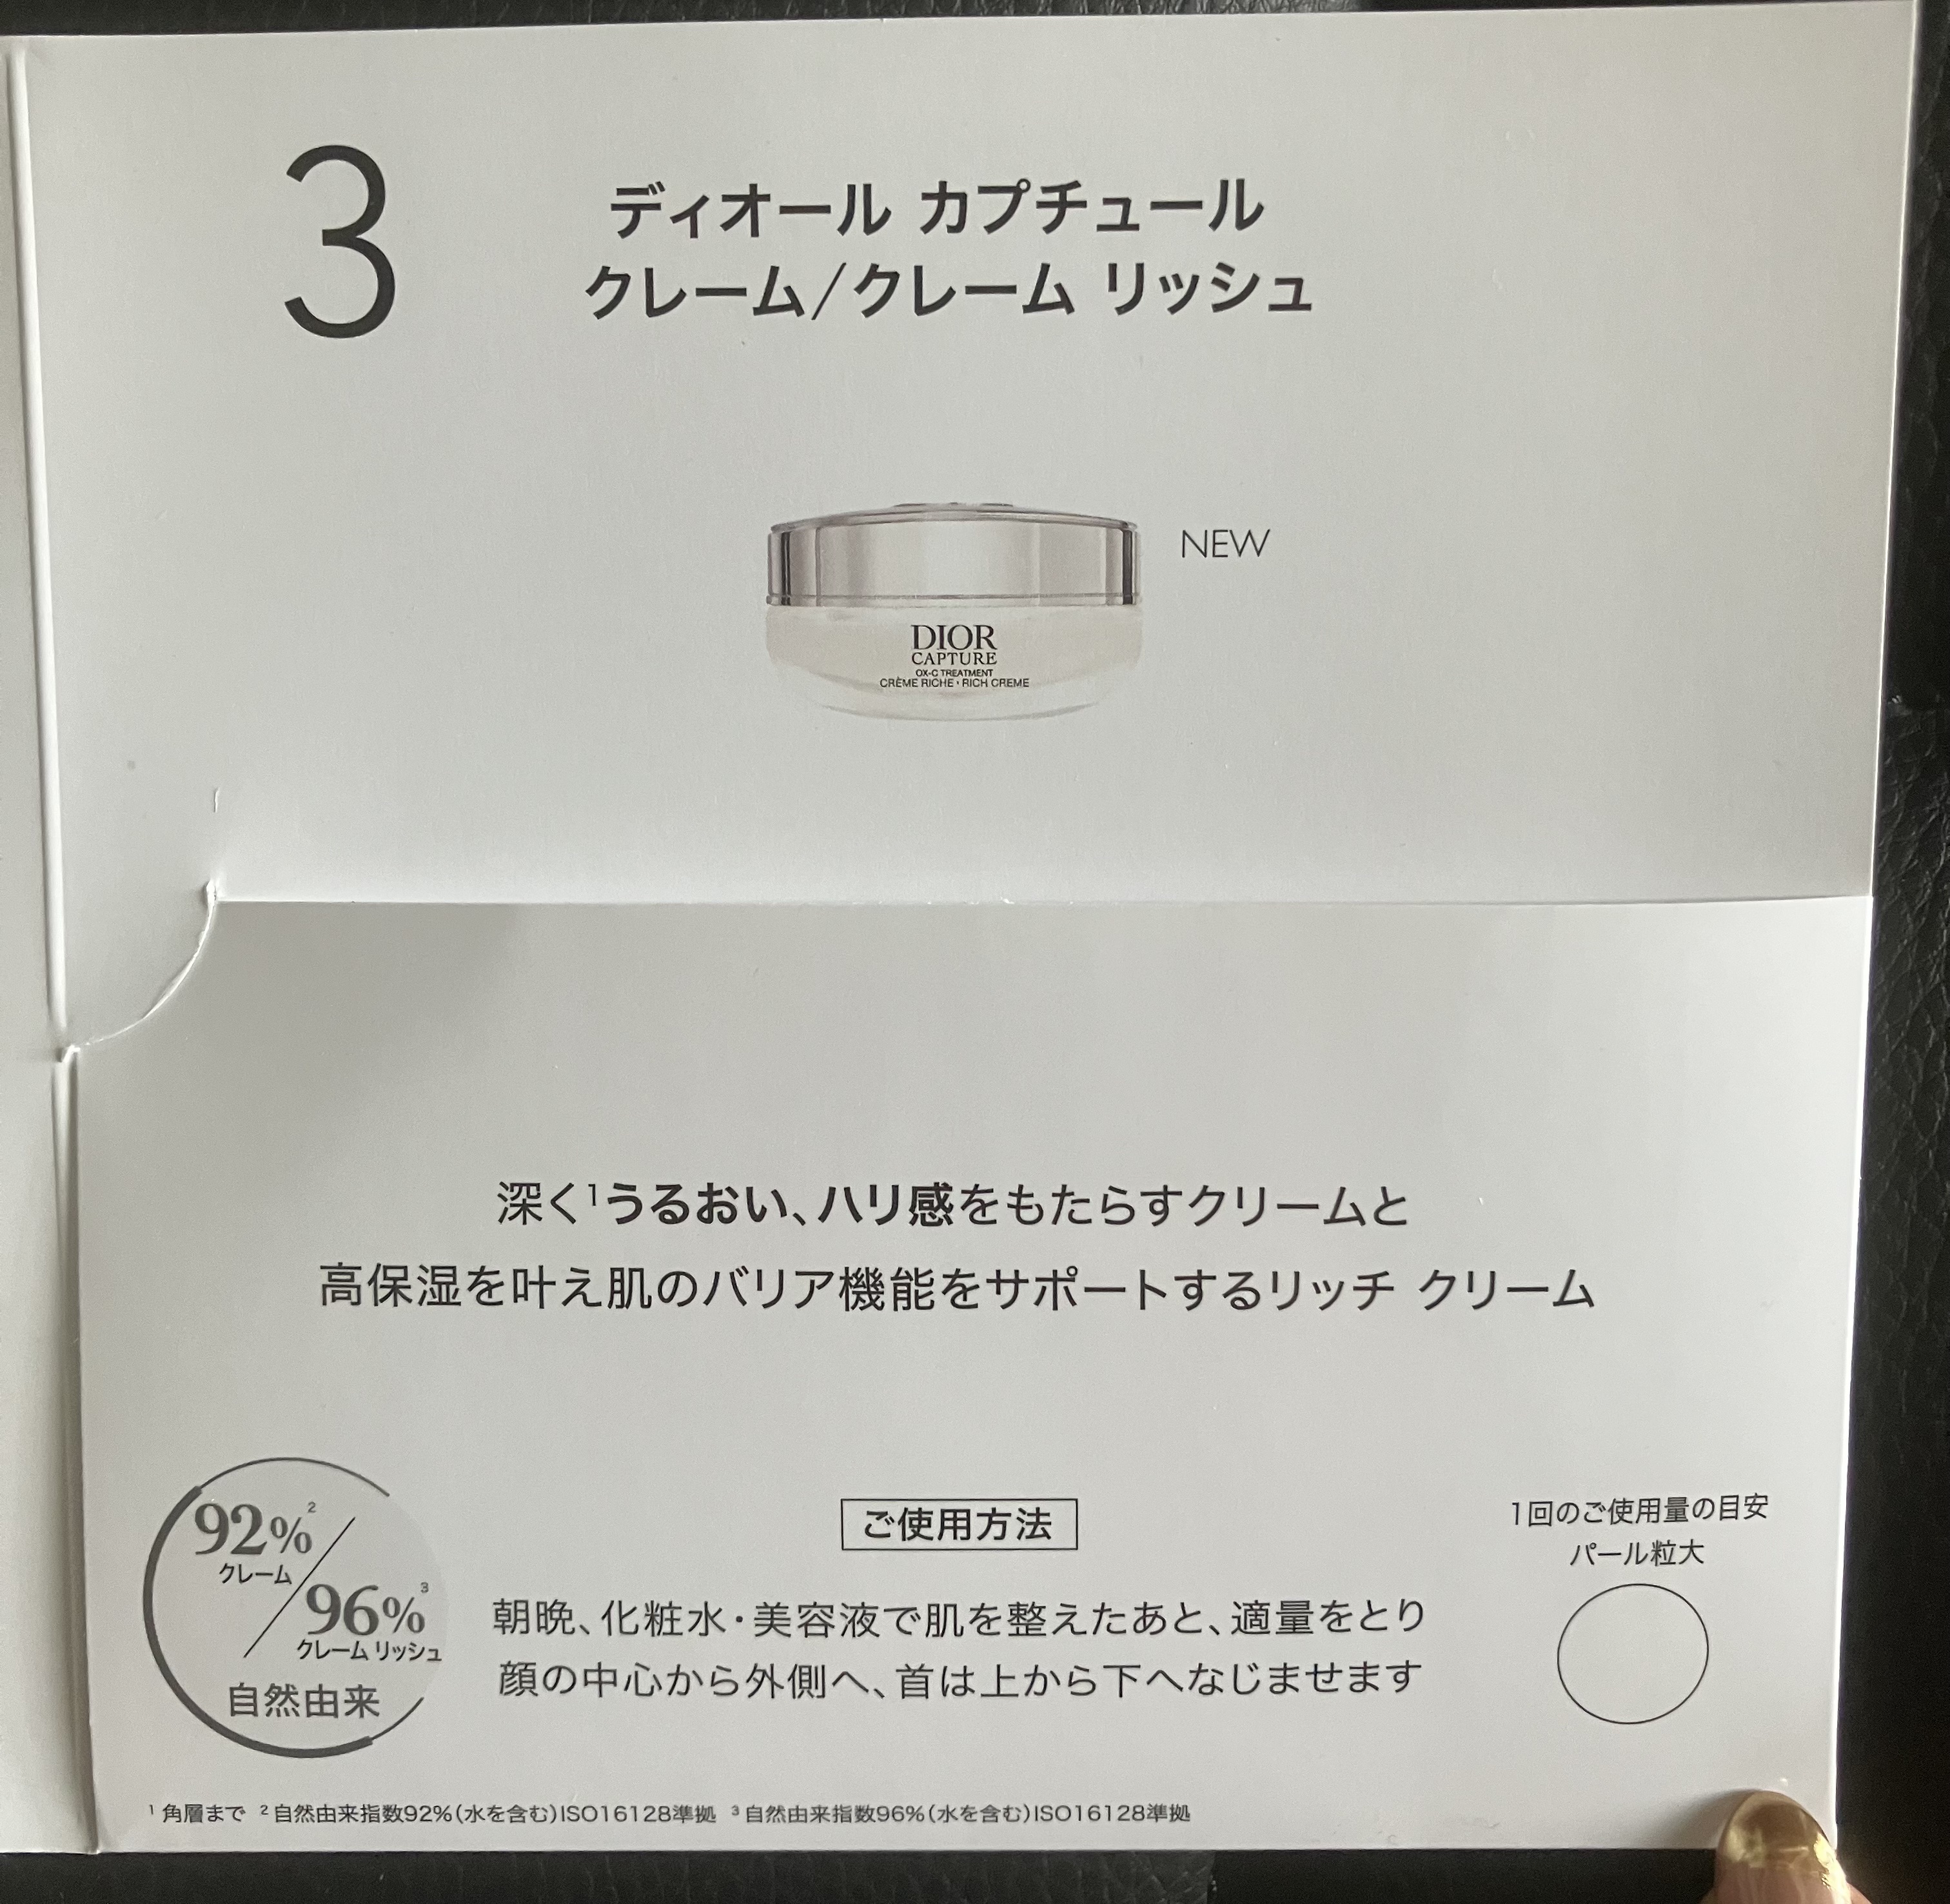 3
ディオール カプチュール
クレーム/クレーム リッシュ
NEW
DIOR
CAPTURE
OX-C TREATMENT
CRÈME RICHE • RICH CREME
深く¹うるおい、ハリ感をもたらすクリームと
高保湿を叶え肌のバリア機能をサポートするリッチ クリーム
92%²
クレーム
96%³
クレーム リッシュ
自然由来
ご使用方法
朝晩、化粧水・美容液で肌を整えたあと、適量をとり
顔の中心から外側へ、首は上から下へなじませます
1回のご使用量の目安
パール粒大
¹ 角層まで ² 自然由来指数92%(水を含む)ISO16128準拠 ³ 自然由来指数96%(水を含む)ISO16128準拠